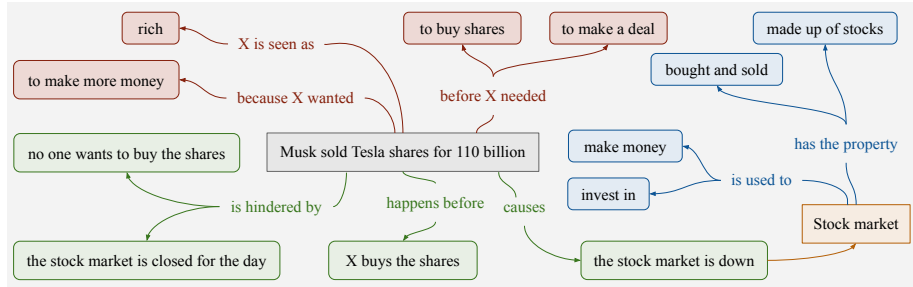 rich
to buy shares
to make a deal
made up of stocks
X is seen as
bought and sold
to make more money
because X wanted
before X needed
no one wants to buy the shares
Musk sold Tesla shares for 110 billion
make money
has the property
is used to
invest in
is hindered by
happens before
causes
Stock market
the stock market is closed for the day
X buys the shares
the stock market is down